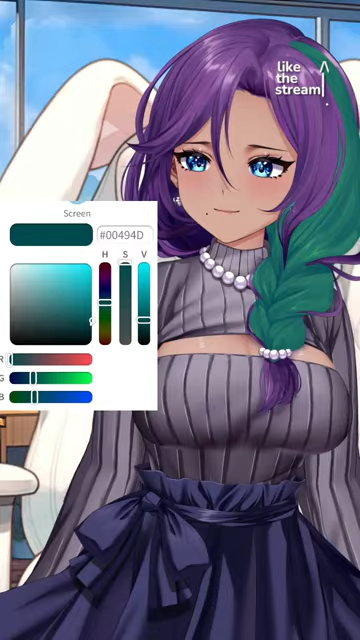 like
the
stream
Screen
#00494D
H S V
R
G
B